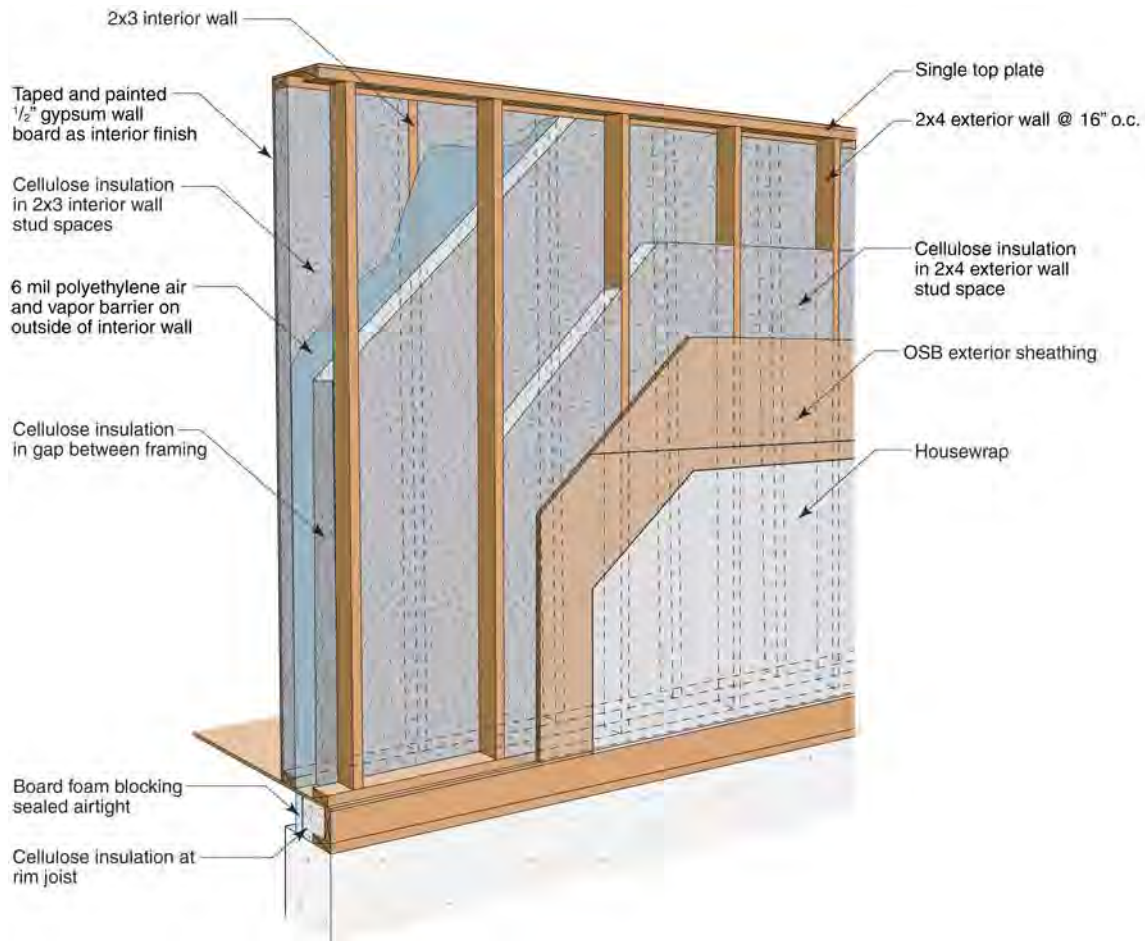 2x3 interior wall
Taped and painted
1/2" gypsum wall
board as interior finish
Cellulose insulation
in 2x3 interior wall
stud spaces
6 mil polyethylene air
and vapor barrier on
outside of interior wall
Cellulose insulation
in gap between framing
Board foam blocking
sealed airtight
Cellulose insulation at
rim joist
Single top plate
2x4 exterior wall @ 16" o.c.
Cellulose insulation
in 2x4 exterior wall
stud space
OSB exterior sheathing
Housewrap